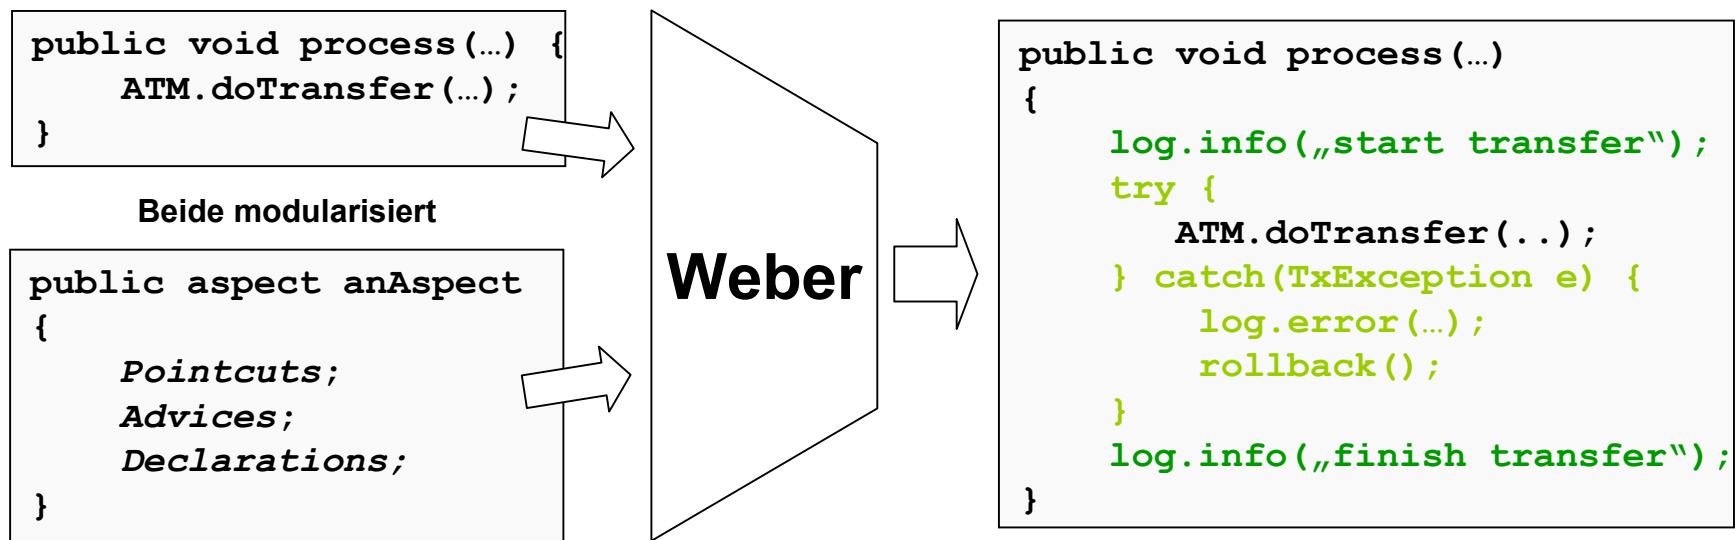 public void process(…) {
ATM.doTransfer(…);
}
Beide modularisiert
public aspect anAspect
{
Pointcuts;
Advices;
Declarations;
}
Weber
public void process(…)
{
log.info(„start transfer“);
try {
ATM.doTransfer(..);
} catch(TxException e) {
log.error(…);
rollback();
}
log.info(„finish transfer“);
}